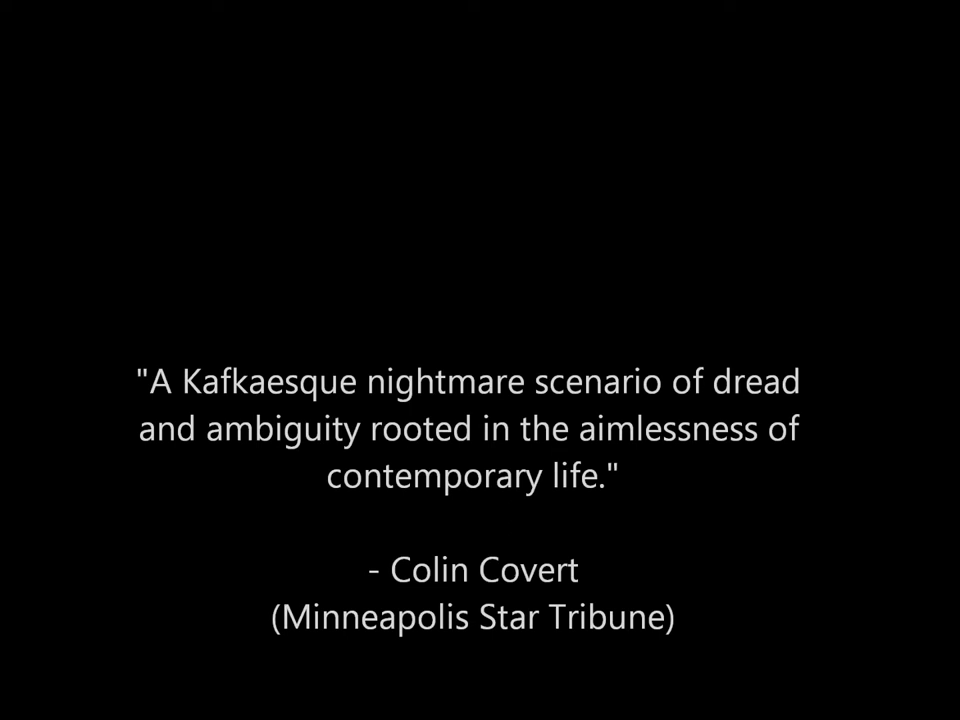 "A Kafkaesque nightmare scenario of dread
and ambiguity rooted in the aimlessness of
contemporary life."
- Colin Covert
(Minneapolis Star Tribune)